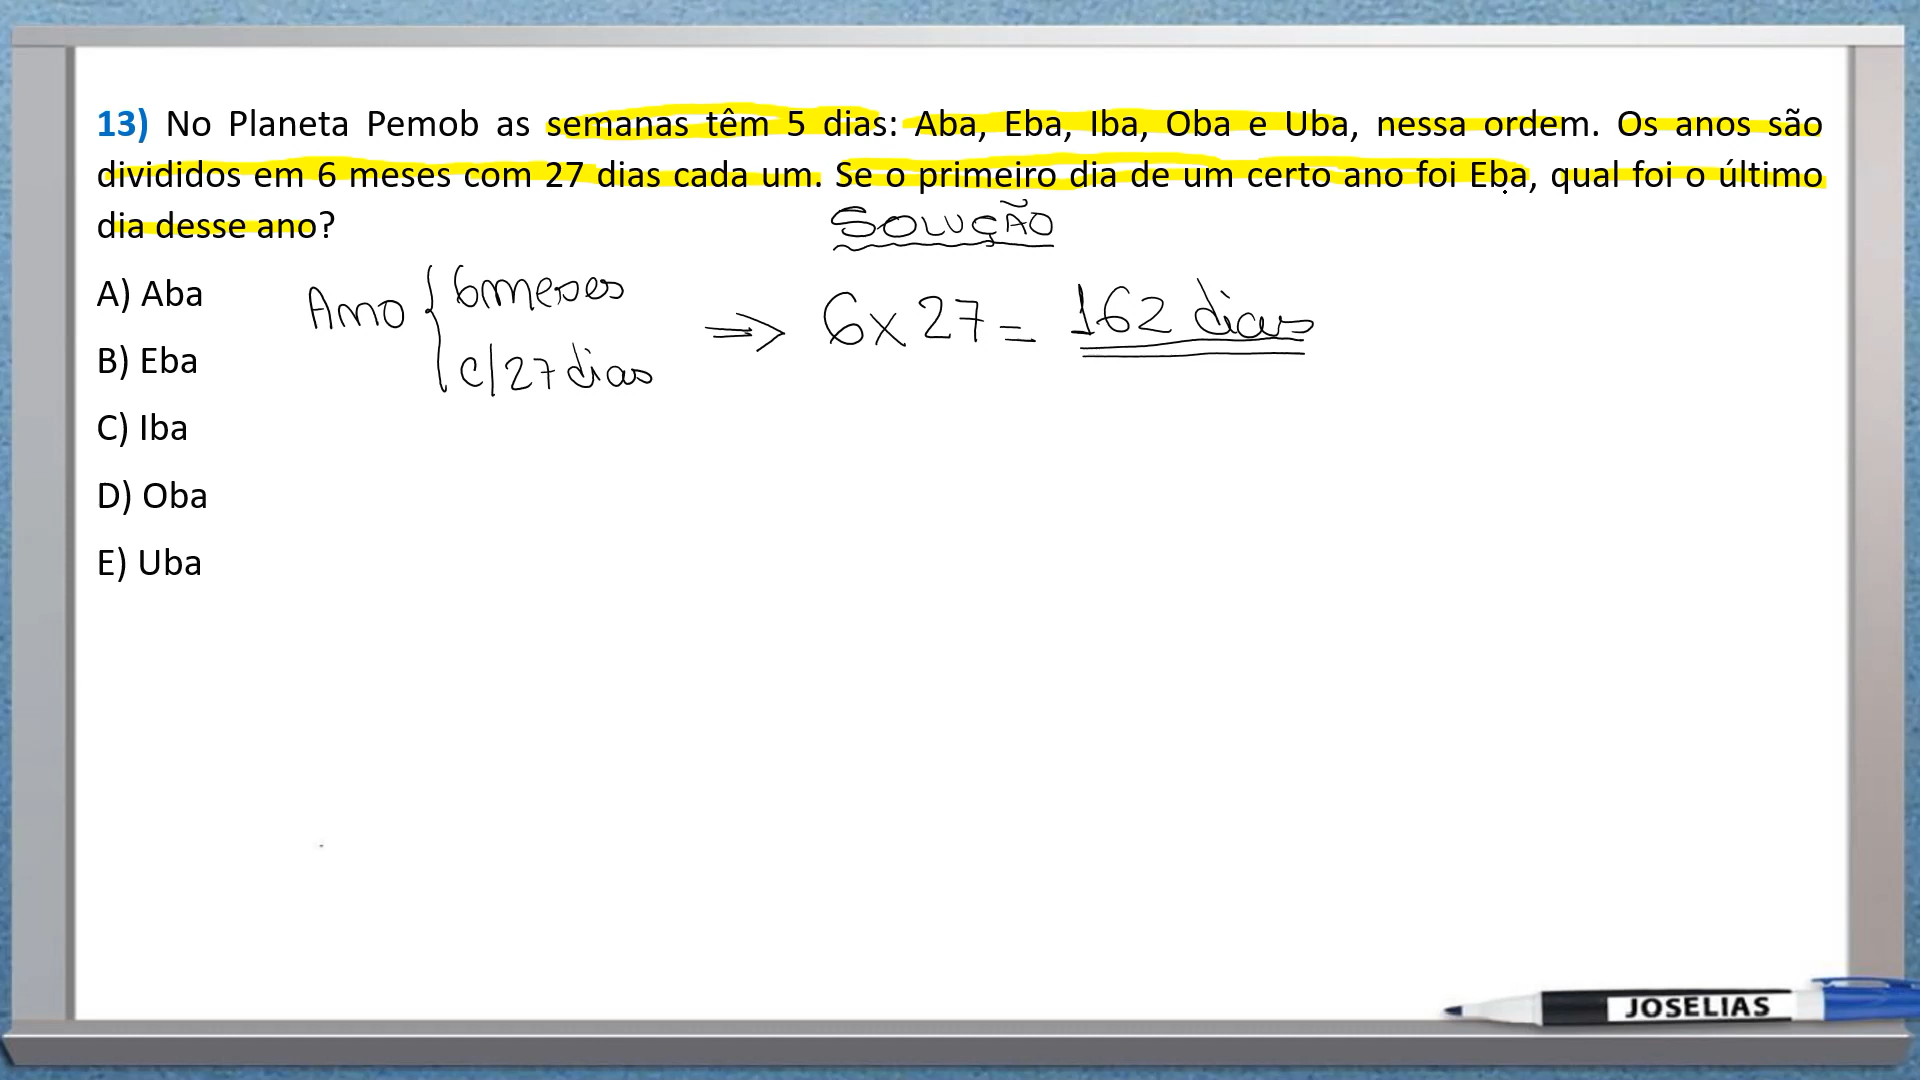 13) No Planeta Pemob as semanas têm 5 dias: Aba, Eba, Iba, Oba e Uba, nessa ordem. Os anos são
divididos em 6 meses com 27 dias cada um. Se o primeiro dia de um certo ano foi Eba, qual foi o último
dia desse ano?
SOLUÇÃO
A) Aba
B) Eba
C) Iba
D) Oba
E) Uba
Ano { 6 meses
c/27 dias
⇒ 6 x 27 = 162 dias
JOSELIAS